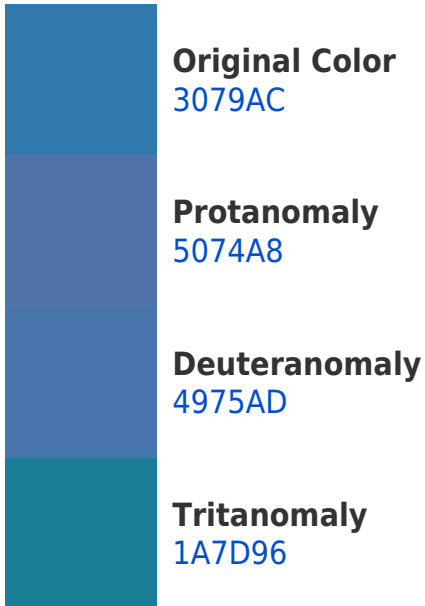 Original Color
3079AC
Protanomaly
5074A8
Deuteranomaly
4975AD
Tritanomaly
1A7D96